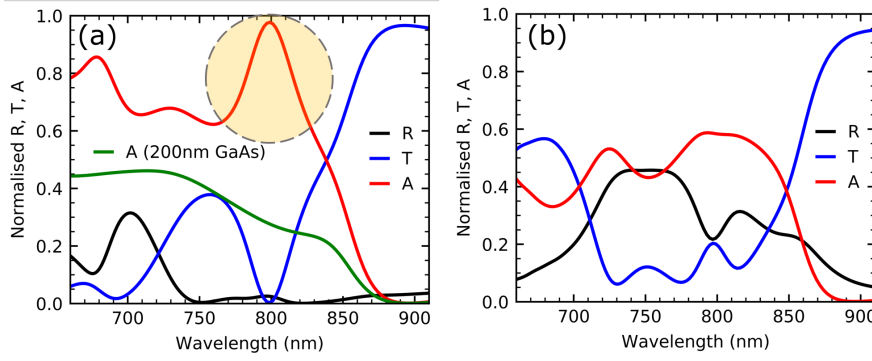 (a)
Normalised R, T, A
1.0
0.8
0.6
0.4
0.2
0.0
A (200nm GaAs)
R
T
A
700
750
800
850
900
Wavelength (nm)
(b)
Normalised R, T, A
1.0
0.8
0.6
0.4
0.2
0.0
R
T
A
700
750
800
850
900
Wavelength (nm)